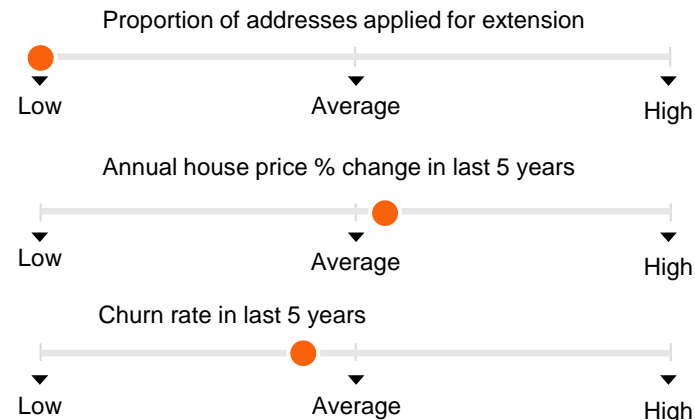 Proportion of addresses applied for extension
Low Average High
Annual house price % change in last 5 years
Low Average High
Churn rate in last 5 years
Low Average High